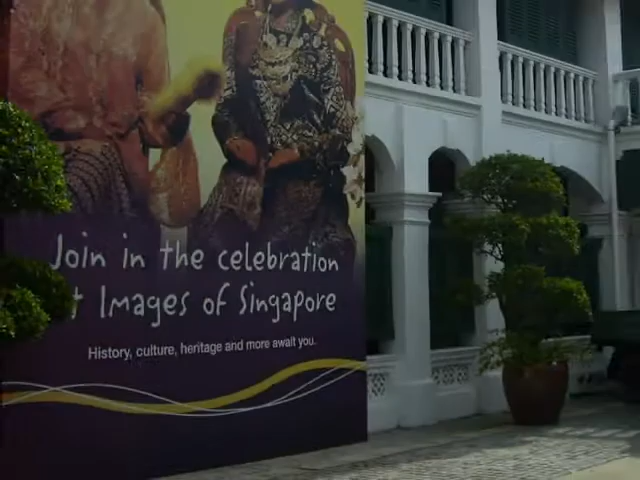 Join in the celebration
t Images of Singapore
History, culture, heritage and more await you.